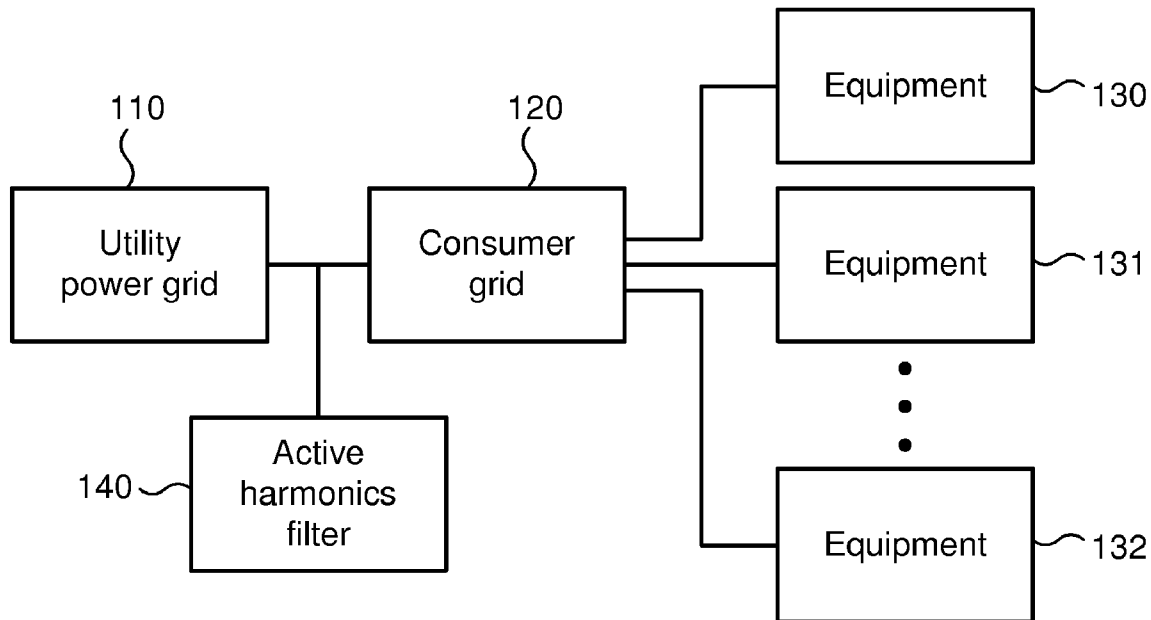 110
120
Equipment
130
Utility
power grid
Consumer
grid
Equipment
131
140
Active
harmonics
filter
Equipment
132